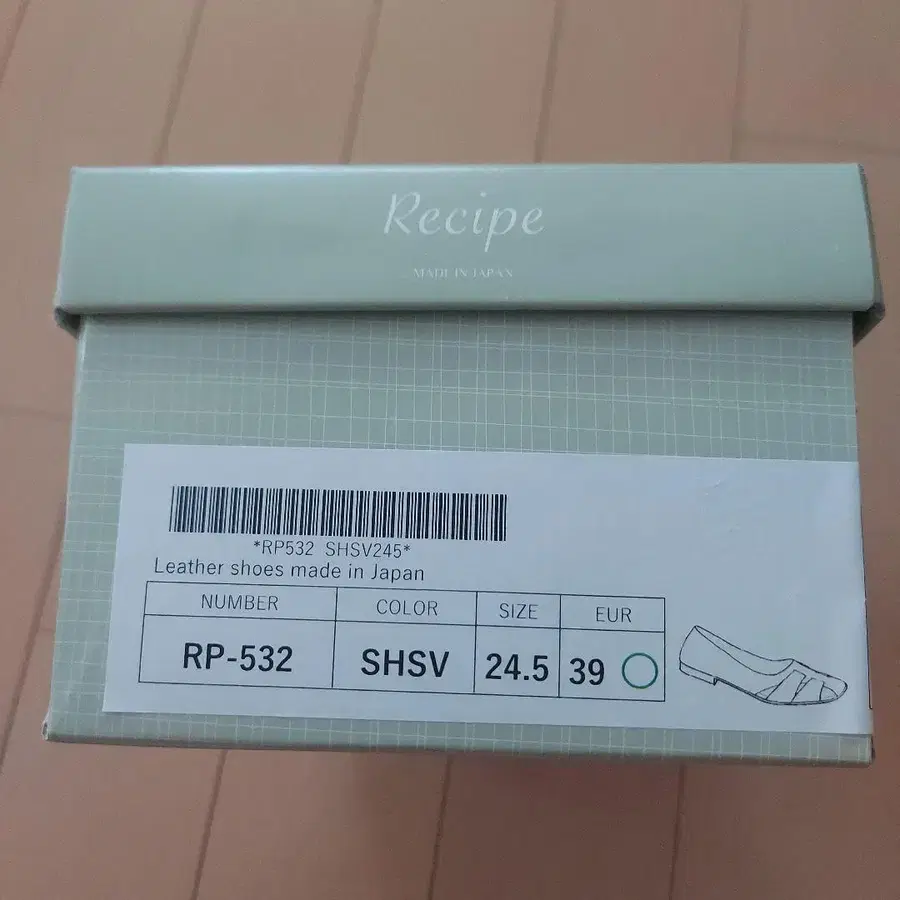 Recipe
MADE IN JAPAN
*RP532 SHSV245*
Leather shoes made in Japan
NUMBER COLOR SIZE EUR
RP-532 SHSV 24.5 39